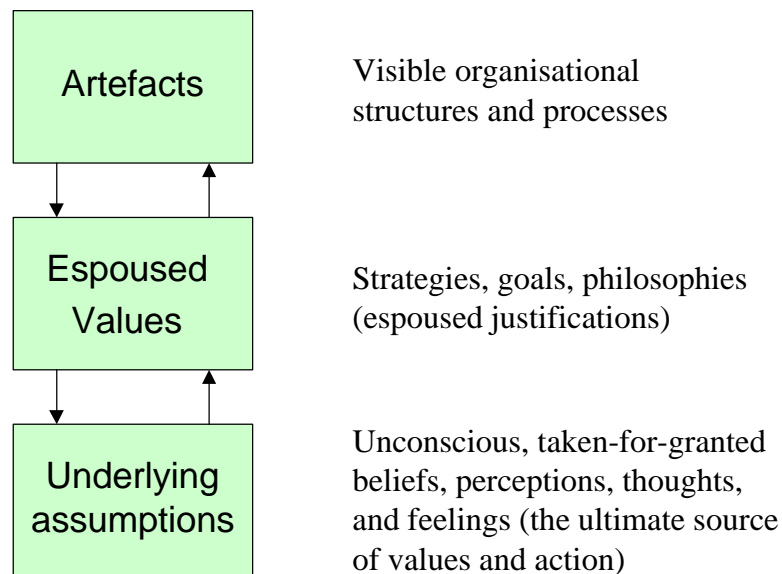 Artefacts
Visible organisational
structures and processes
Espoused
Values
Strategies, goals, philosophies
(espoused justifications)
Underlying
assumptions
Unconscious, taken-for-granted
beliefs, perceptions, thoughts,
and feelings (the ultimate source
of values and action)